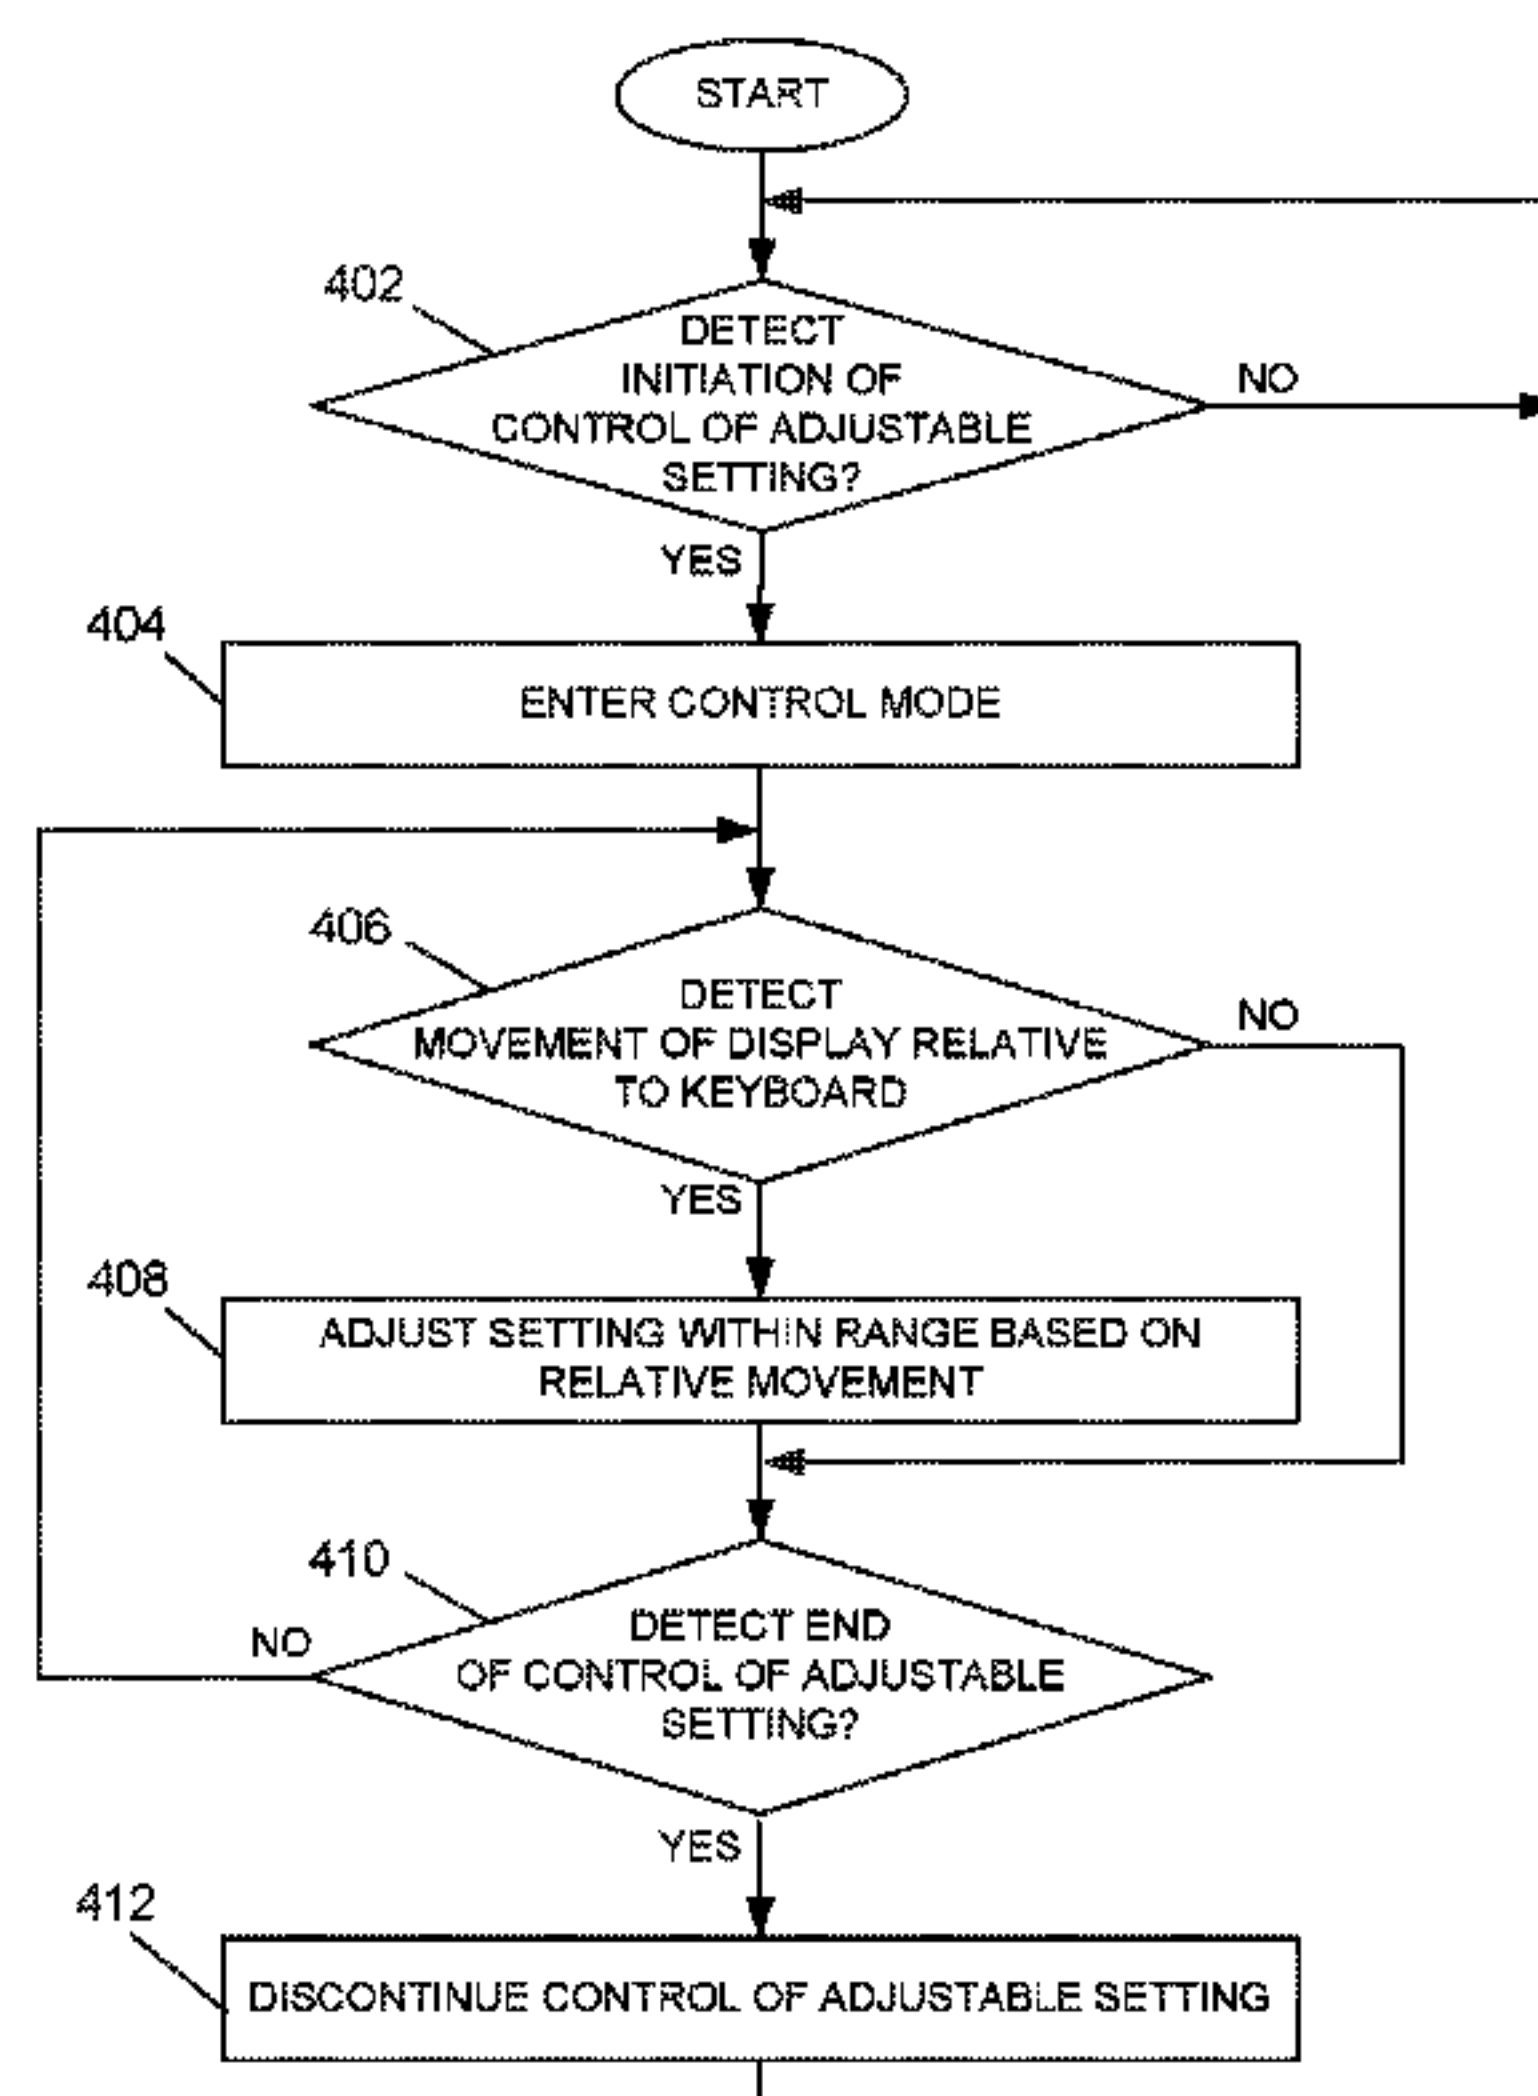 START
402
DETECT
INITIATION OF
CONTROL OF ADJUSTABLE
SETTING?
NO
YES
404
ENTER CONTROL MODE
406
DETECT
MOVEMENT OF DISPLAY RELATIVE
TO KEYBOARD
NO
YES
408
ADJUST SETTING WITHIN RANGE BASED ON
RELATIVE MOVEMENT
410
DETECT END
OF CONTROL OF ADJUSTABLE
SETTING?
NO
YES
412
DISCONTINUE CONTROL OF ADJUSTABLE SETTING